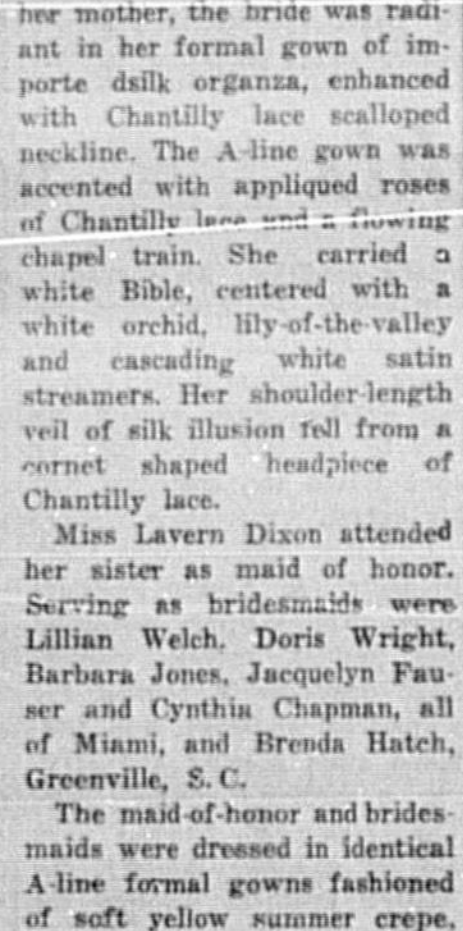 her mother, the bride was radi-
ant in her formal gown of im-
porte dsilk organza, enhanced
with Chantilly lace scalloped
neckline. The A-line gown was
accented with appliqued roses
of Chantilly lace and a flowing
chapel train. She carried a
white Bible, centered with a
white orchid, lily-of-the-valley
and cascading white satin
streamers. Her shoulder-length
veil of silk illusion fell from a
cornet shaped headpiece of
Chantilly lace.
Miss Lavern Dixon attended
her sister as maid of honor.
Serving as bridesmaids were
Lillian Welch, Doris Wright,
Barbara Jones, Jacquelyn Fau-
ser and Cynthia Chapman, all
of Miami, and Brenda Hatch,
Greenville, S. C.
The maid-of-honor and brides-
maids were dressed in identical
A-line formal gowns fashioned
of soft yellow summer crepe,